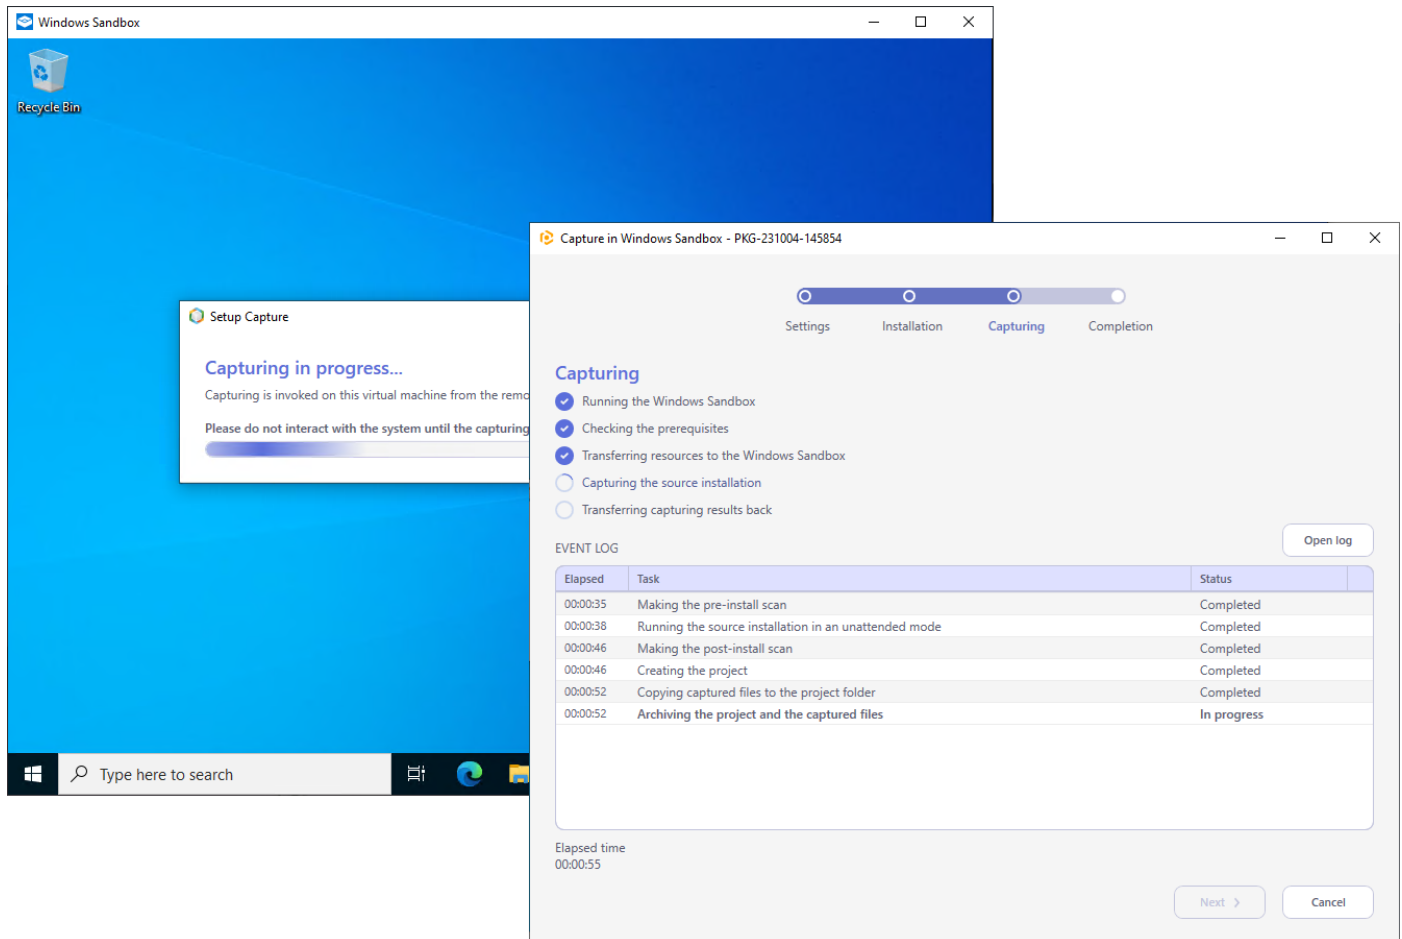 Windows Sandbox
Recycle Bin
Setup Capture
Capturing in progress...
Capturing is invoked on this virtual machine from the remo
Please do not interact with the system until the capturing
Type here to search
Capture in Windows Sandbox - PKG-231004-145854
Settings Installation Capturing Completion
Capturing
Running the Windows Sandbox
Checking the prerequisites
Transferring resources to the Windows Sandbox
Capturing the source installation
Transferring capturing results back
Open log
EVENT LOG
Elapsed Task Status
00:00:35 Making the pre-install scan Completed
00:00:38 Running the source installation in an unattended mode Completed
00:00:46 Making the post-install scan Completed
00:00:46 Creating the project Completed
00:00:52 Copying captured files to the project folder Completed
00:00:52 Archiving the project and the captured files In progress
Elapsed time
00:00:55
Next Cancel